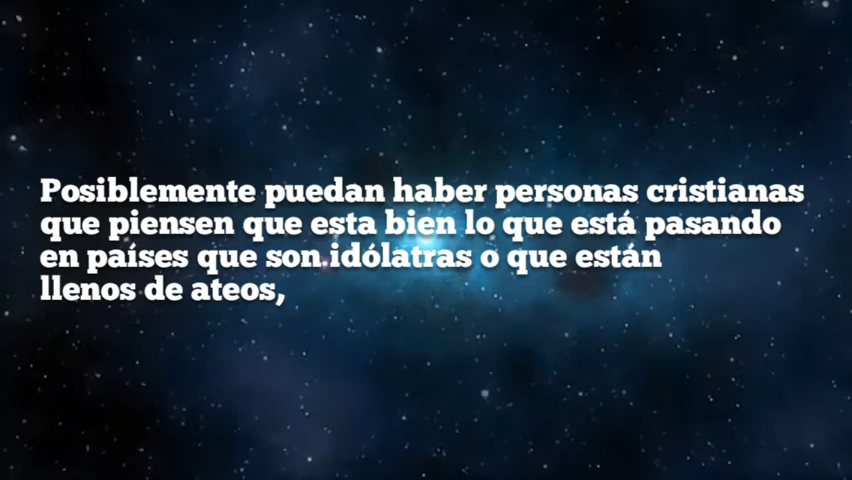 Posiblemente puedan haber personas cristianas
que piensen que esta bien lo que está pasando
en países que son idólatras o que están
llenos de ateos,